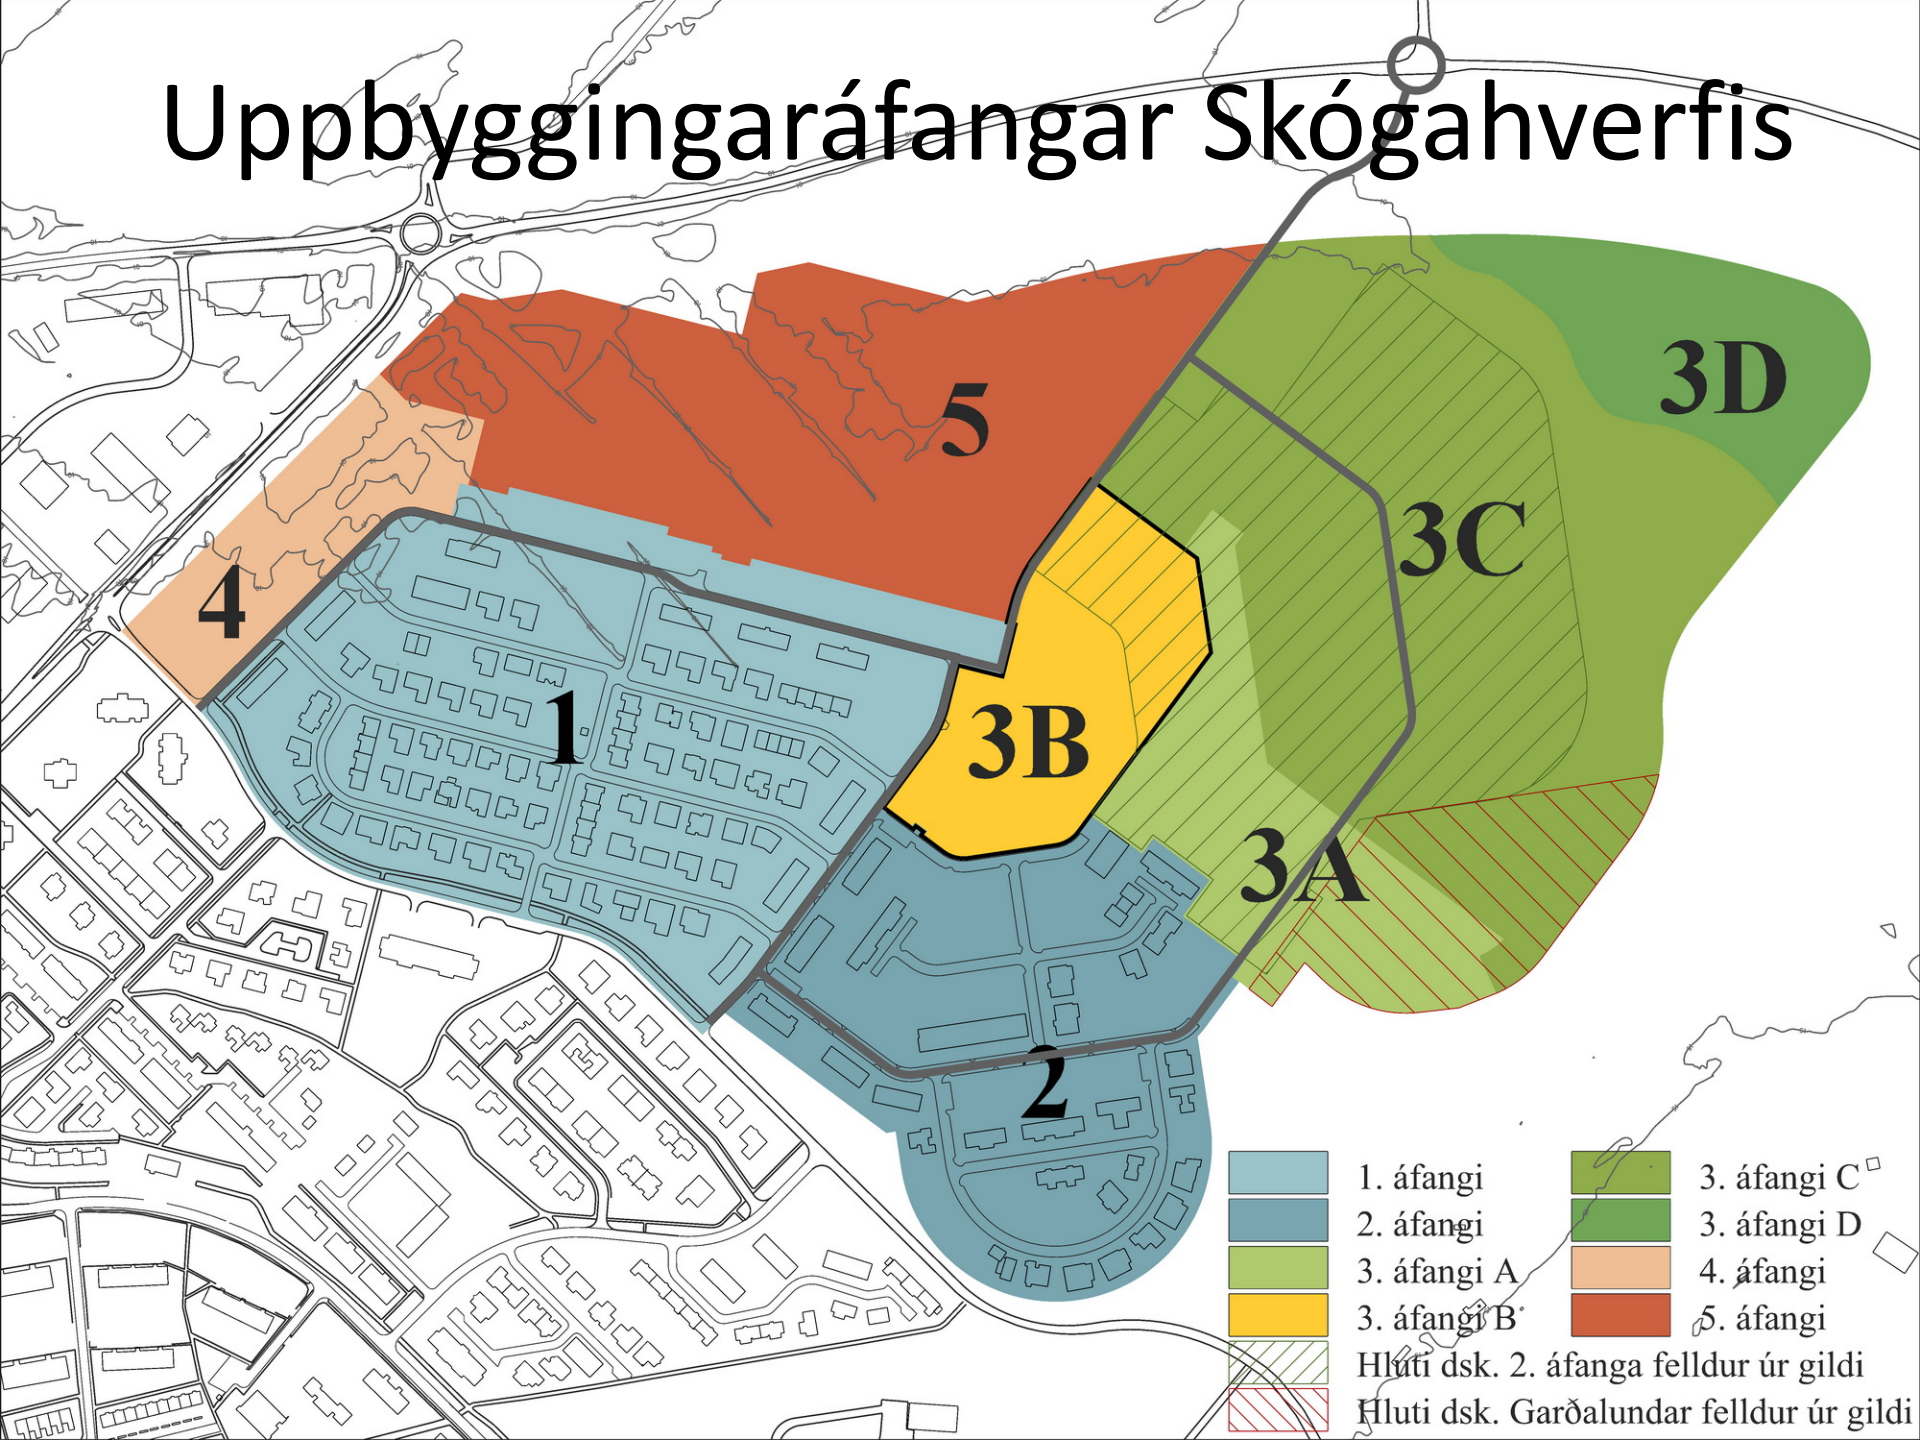 Uppbyggingaráfangar Skógahverfis
3D
5
3C
4
1
3B
3A
2
1. áfangi
2. áfangi
3. áfangi A
3. áfangi B
3. áfangi C
3. áfangi D
4. áfangi
5. áfangi
Hluti dsk. 2. áfanga felldur úr gildi
Hluti dsk. Garðalundar felldur úr gildi